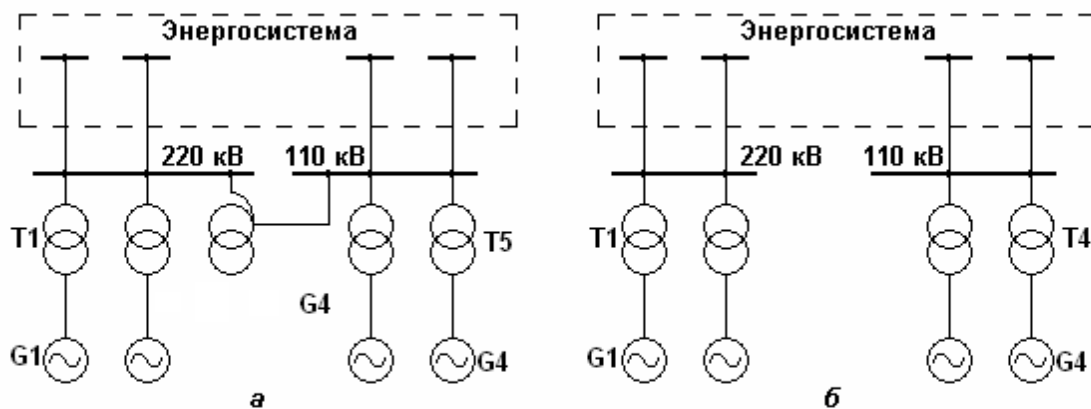 Энергосистема
220 кВ 110 кВ
T1
T5
G4
G1
G4
а
Энергосистема
220 кВ 110 кВ
T1
T4
G1
G4
б